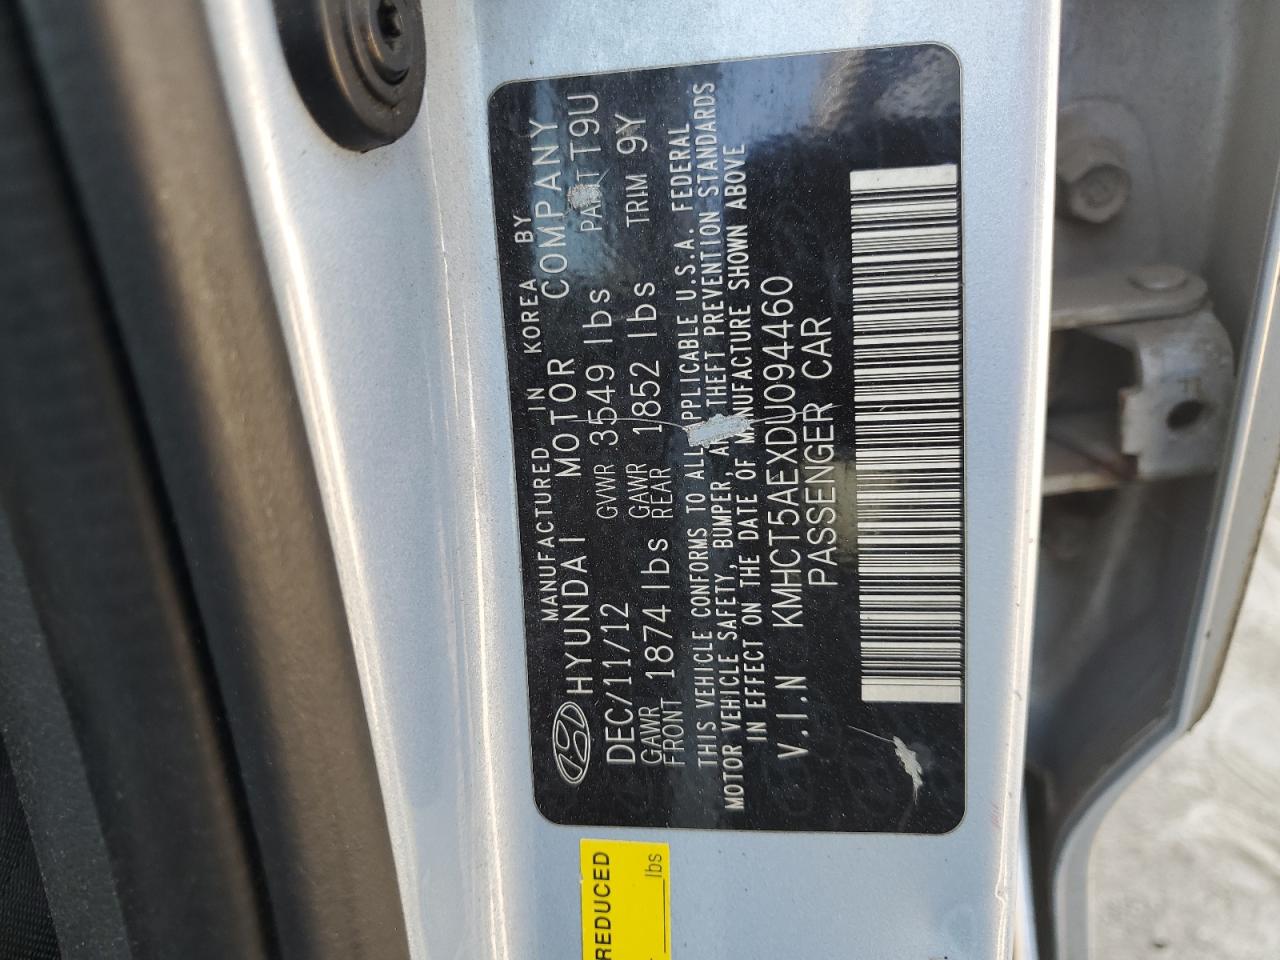 MANUFACTURED IN KOREA BY
HYUNDAI MOTOR COMPANY
DEC/11/12 GVWR 3549 lbs PAINT T9U
GAWR FRONT 1874 lbs GAWR REAR 1852 lbs TRIM 9Y
THIS VEHICLE CONFORMS TO ALL APPLICABLE U.S.A. FEDERAL
MOTOR VEHICLE SAFETY, BUMPER, AND THEFT PREVENTION STANDARDS
IN EFFECT ON THE DATE OF MANUFACTURE SHOWN ABOVE
V.I.N KMHCT5AEXDU094460
PASSENGER CAR
REDUCED
lbs
F